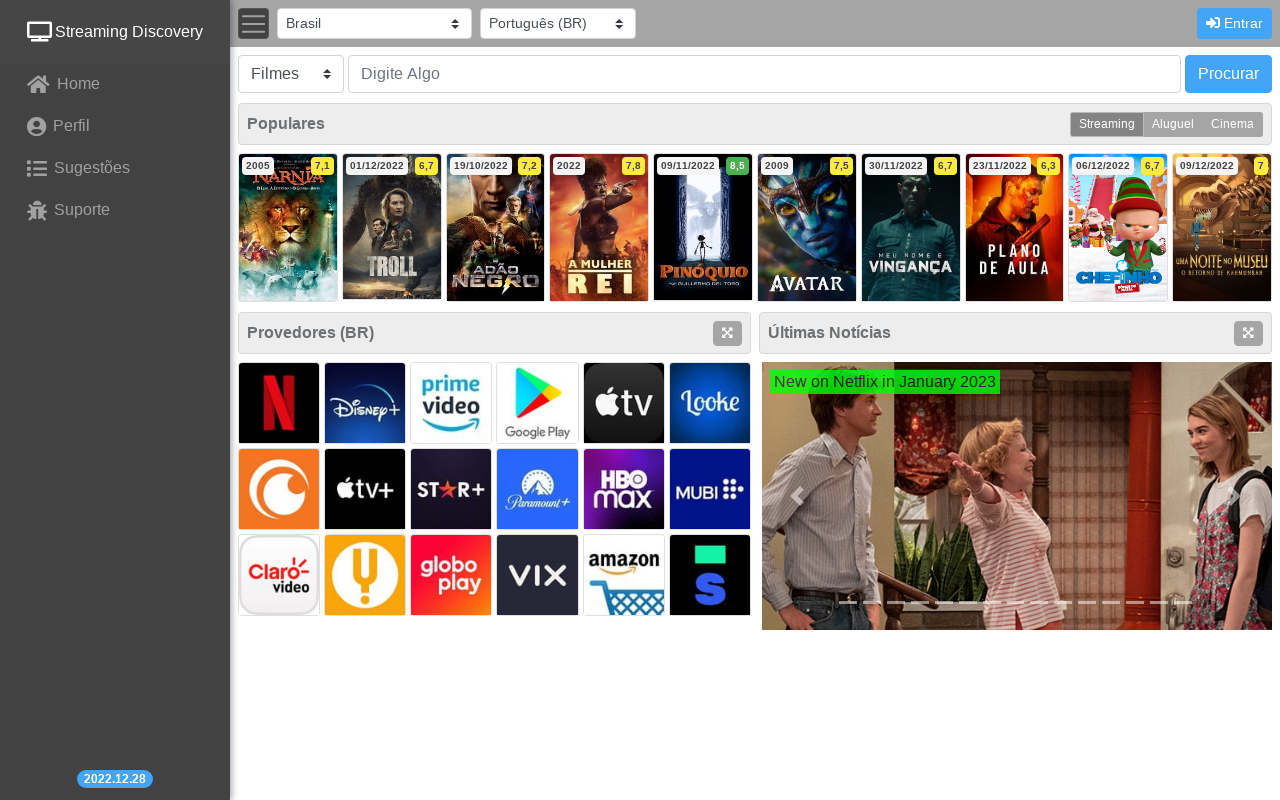 Streaming Discovery
Brasil
Português (BR)
Entrar
Home
Perfil
Sugestões
Suporte
2022.12.28
Filmes
Digite Algo
Procurar
Populares
Streaming
Aluguel
Cinema
2005 7,1
NARNIA
01/12/2022 6,7
TROLL
19/10/2022 7,2
ADÃO NEGRO
2022 7,8
A MULHER REI
09/11/2022 8,5
PINÓQUIO
POR GUILLERMO DEL TORO
2009 7,5
AVATAR
30/11/2022 6,7
MEU NOME É VINGANÇA
23/11/2022 6,3
PLANO DE AULA
06/12/2022 6,7
CHEFINHO
09/12/2022 7
UMA NOITE NO MUSEU
O RETORNO DE KAHMUNRAH
Provedores (BR)
N
Disney+
prime video
Google Play
tv
Looke
tv+
STAR+
Paramount+
HBO max
MUBI
Claro video
globo play
VIX
amazon
S
Últimas Notícias
New on Netflix in January 2023